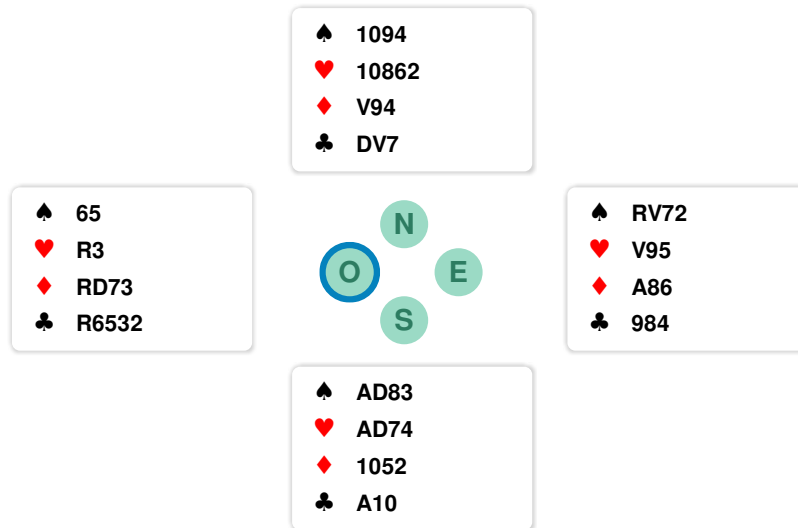 ♠ 1094
♥ 10862
♦ V94
♣ DV7
♠ 65
♥ R3
♦ RD73
♣ R6532
N
O E
S
♠ RV72
♥ V95
♦ A86
♣ 984
♠ AD83
♥ AD74
♦ 1052
♣ A10